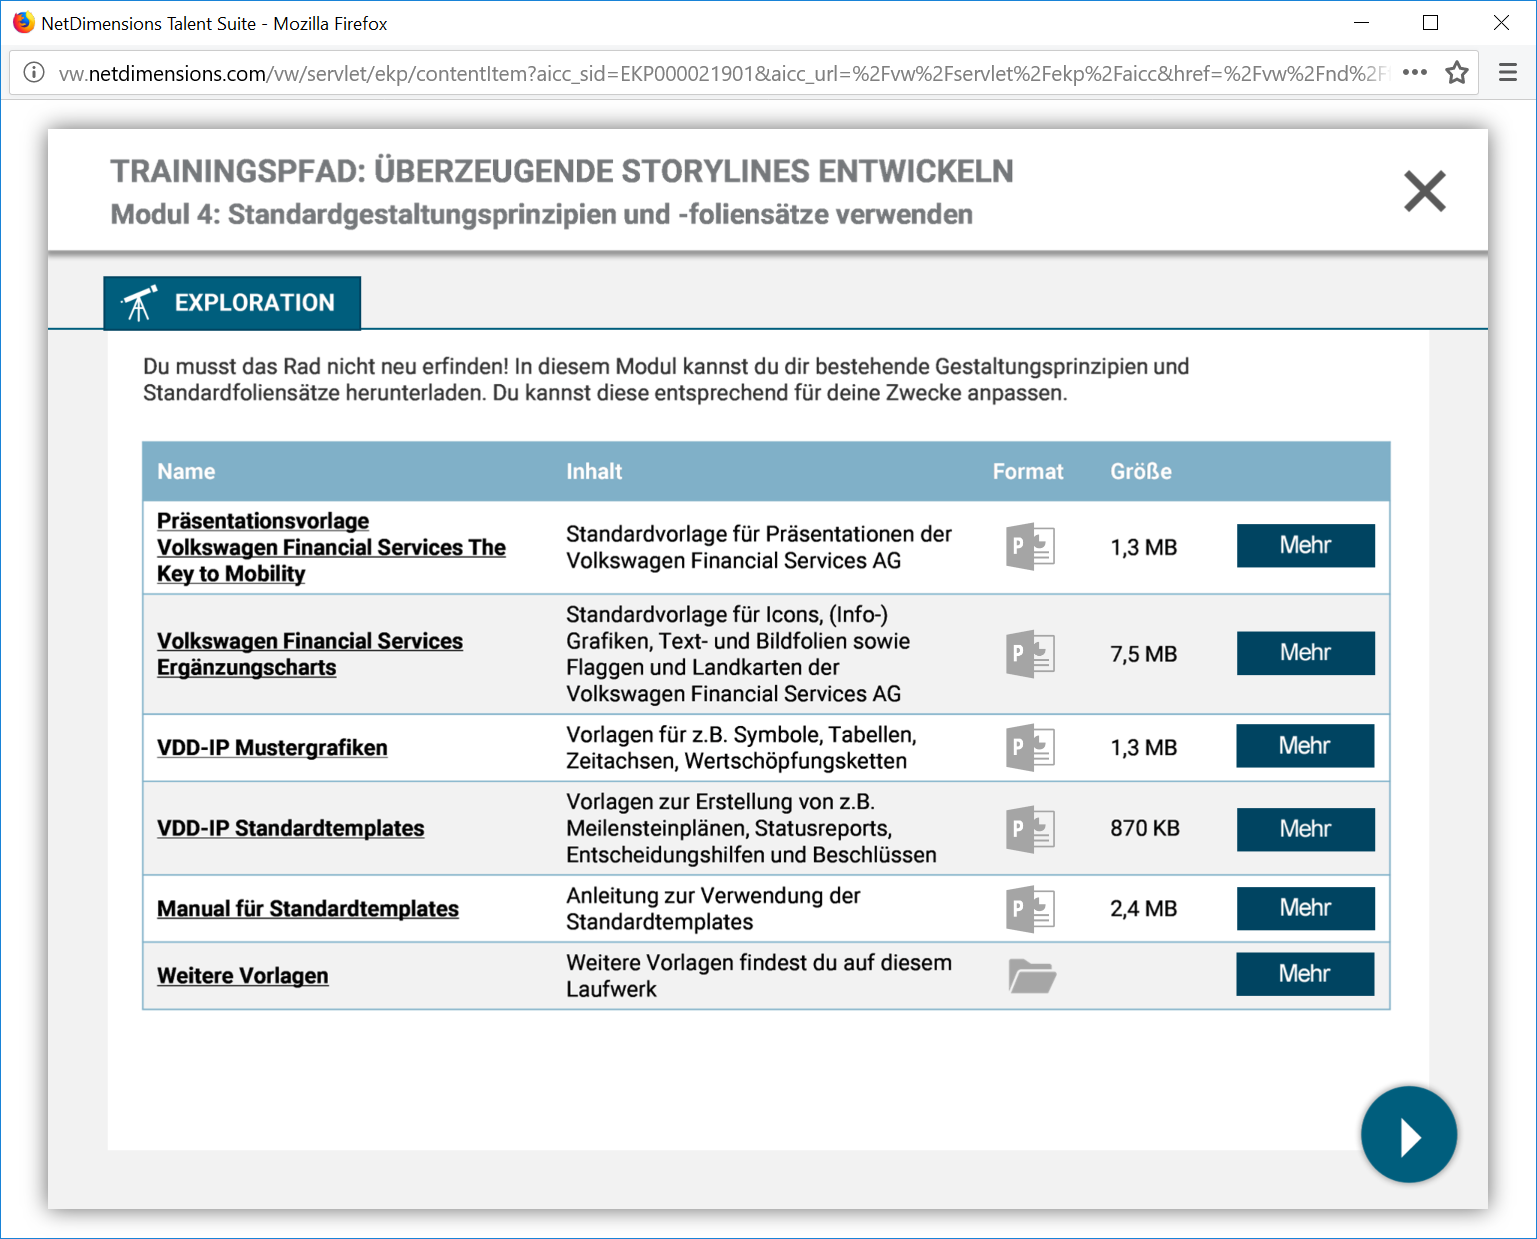 NetDimensions Talent Suite - Mozilla Firefox
vw.netdimensions.com/vw/servlet/ekp/contentItem?aicc_sid=EKP000021901&aicc_url=%2Fvw%2Fservlet%2Fekp%2Faicc&href=%2Fvw%2Fnd%2F
TRAININGSPFAD: ÜBERZEUGENDE STORYLINES ENTWICKELN
Modul 4: Standardgestaltungsprinzipien und -foliensätze verwenden
EXPLORATION
Du musst das Rad nicht neu erfinden! In diesem Modul kannst du dir bestehende Gestaltungsprinzipien und
Standardfoliensätze herunterladen. Du kannst diese entsprechend für deine Zwecke anpassen.
Name Inhalt Format Größe
Präsentationsvorlage
Volkswagen Financial Services The
Key to Mobility
Standardvorlage für Präsentationen der
Volkswagen Financial Services AG
P
1,3 MB
Mehr
Volkswagen Financial Services
Ergänzungscharts
Standardvorlage für Icons, (Info-)
Grafiken, Text- und Bildfolien sowie
Flaggen und Landkarten der
Volkswagen Financial Services AG
P
7,5 MB
Mehr
VDD-IP Mustergrafiken
Vorlagen für z.B. Symbole, Tabellen,
Zeitachsen, Wertschöpfungsketten
P
1,3 MB
Mehr
VDD-IP Standardtemplates
Vorlagen zur Erstellung von z.B.
Meilensteinplänen, Statusreports,
Entscheidungshilfen und Beschlüssen
P
870 KB
Mehr
Manual für Standardtemplates
Anleitung zur Verwendung der
Standardtemplates
P
2,4 MB
Mehr
Weitere Vorlagen
Weitere Vorlagen findest du auf diesem
Laufwerk
Mehr